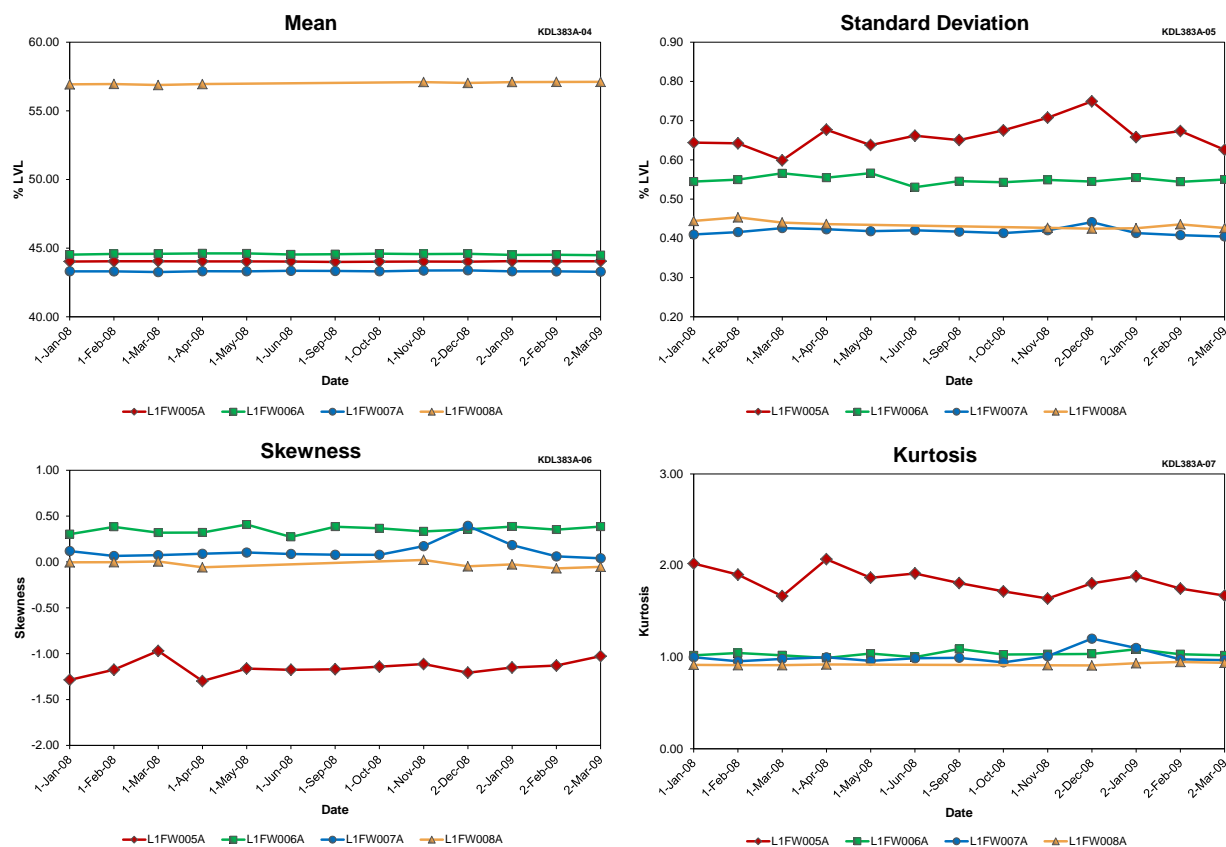 Mean
KDL383A-04
60.00
55.00
50.00
45.00
40.00
% LVL
1-Jan-08
1-Feb-08
1-Mar-08
1-Apr-08
1-May-08
1-Jun-08
1-Sep-08
1-Oct-08
1-Nov-08
2-Dec-08
2-Jan-09
2-Feb-09
2-Mar-09
Date
L1FW005A L1FW006A L1FW007A L1FW008A
Standard Deviation
KDL383A-05
0.90
0.80
0.70
0.60
0.50
0.40
0.30
0.20
% LVL
1-Jan-08
1-Feb-08
1-Mar-08
1-Apr-08
1-May-08
1-Jun-08
1-Sep-08
1-Oct-08
1-Nov-08
2-Dec-08
2-Jan-09
2-Feb-09
2-Mar-09
Date
L1FW005A L1FW006A L1FW007A L1FW008A
Skewness
KDL383A-06
1.00
0.50
0.00
-0.50
-1.00
-1.50
-2.00
Skewness
1-Jan-08
1-Feb-08
1-Mar-08
1-Apr-08
1-May-08
1-Jun-08
1-Sep-08
1-Oct-08
1-Nov-08
2-Dec-08
2-Jan-09
2-Feb-09
2-Mar-09
Date
L1FW005A L1FW006A L1FW007A L1FW008A
Kurtosis
KDL383A-07
3.00
2.00
1.00
0.00
Kurtosis
1-Jan-08
1-Feb-08
1-Mar-08
1-Apr-08
1-May-08
1-Jun-08
1-Sep-08
1-Oct-08
1-Nov-08
2-Dec-08
2-Jan-09
2-Feb-09
2-Mar-09
Date
L1FW005A L1FW006A L1FW007A L1FW008A